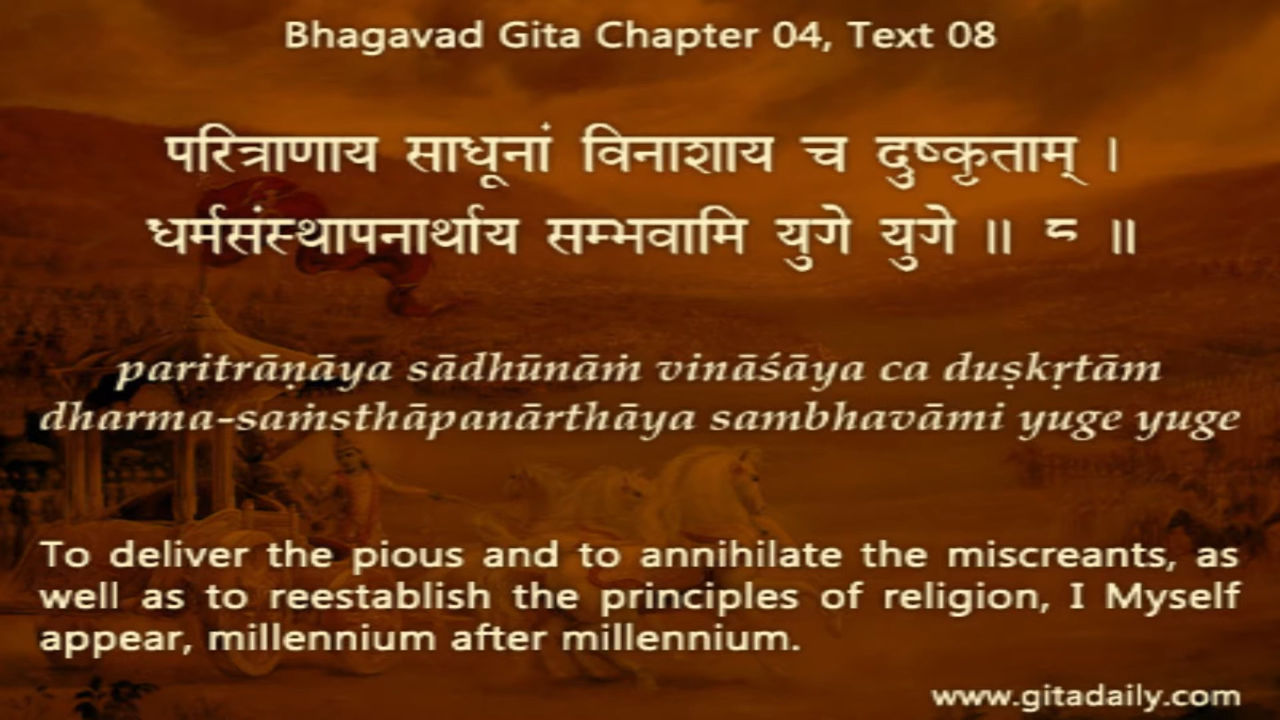 Bhagavad Gita Chapter 04, Text 08
परित्राणाय साधूनां विनाशाय च दुष्कृताम् ।
धर्मसंस्थापनार्थाय सम्भवामि युगे युगे ॥ ८ ॥
paritrāṇāya sādhūnāṁ vināśāya ca duṣkṛtām
dharma-saṁsthāpanārthāya sambhavāmi yuge yuge
To deliver the pious and to annihilate the miscreants, as
well as to reestablish the principles of religion, I Myself
appear, millennium after millennium.
www.gitadaily.com